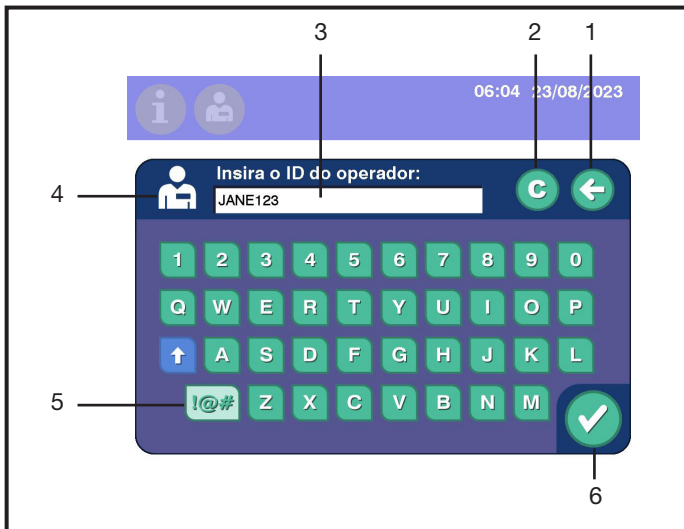 3 2 1
06:04 23/08/2023
Insira o ID do operador:
C
4
JANE123
1 2 3 4 5 6 7 8 9 0
Q W E R T Y U I O P
A S D F G H J K L
5
!@# Z X C V B N M
6